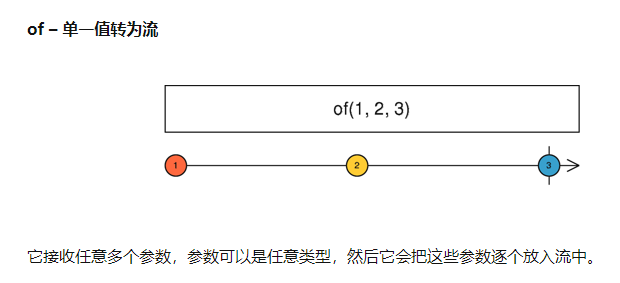 of – 单一值转为流
of(1, 2, 3)
1 2 3
它接收任意多个参数，参数可以是任意类型，然后它会把这些参数逐个放入流中。